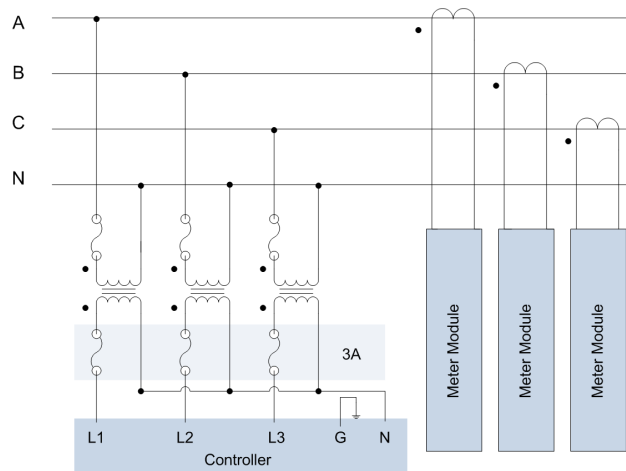 A
B
C
N
3A
L1 L2 L3 G N
Controller
Meter Module
Meter Module
Meter Module